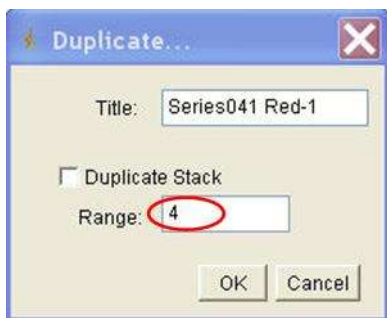 Duplicate...
Title: Series041 Red-1
Duplicate Stack
Range: 4
OK Cancel